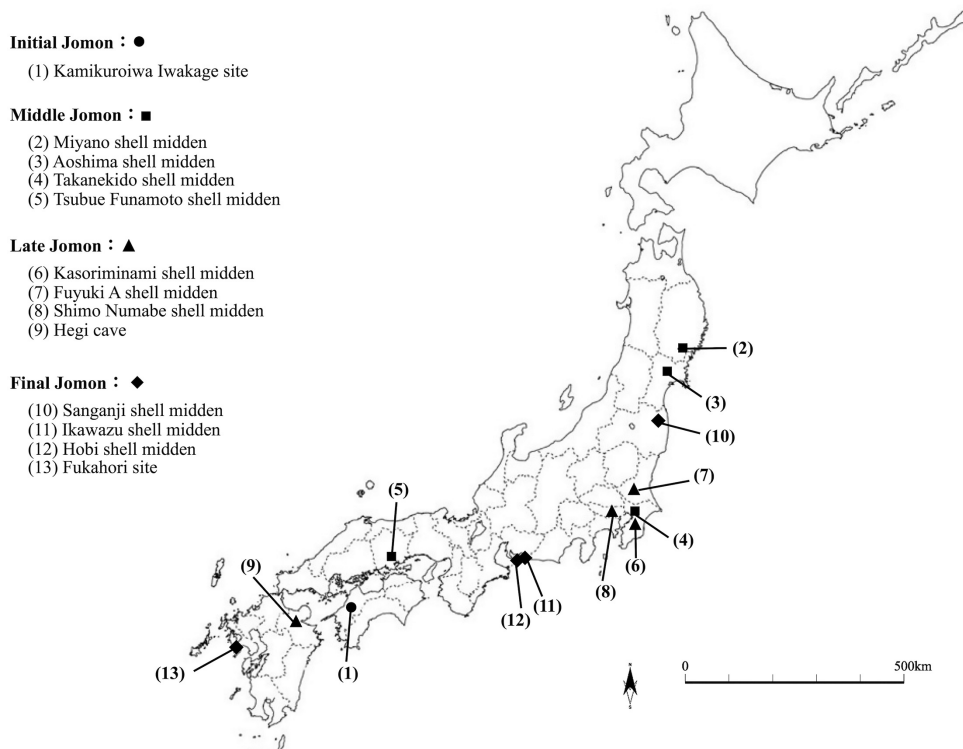 Initial Jomon：●
(1) Kamikuroiwa Iwakage site
Middle Jomon：■
(2) Miyano shell midden
(3) Aoshima shell midden
(4) Takanekido shell midden
(5) Tsubue Funamoto shell midden
Late Jomon：▲
(6) Kasoriminami shell midden
(7) Fuyuki A shell midden
(8) Shimo Numabe shell midden
(9) Hegi cave
Final Jomon：◆
(10) Sanganji shell midden
(11) Ikawazu shell midden
(12) Hobi shell midden
(13) Fukahori site
(2)
(3)
(10)
(7)
(5)
(4)
(6)
(9)
(8)
(11)
(12)
(13)
(1)
N
S
0 500km